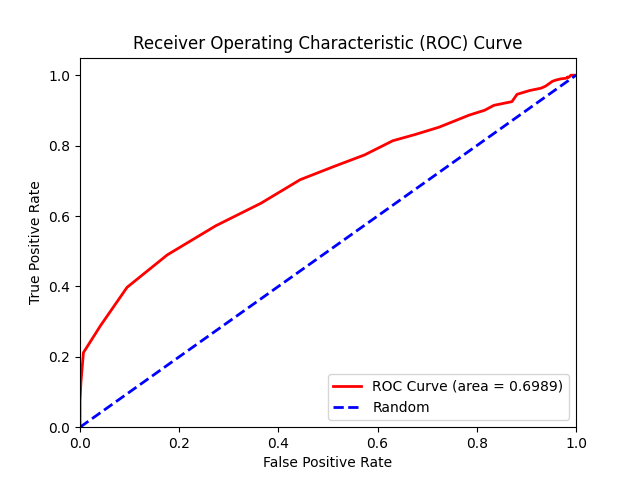 Receiver Operating Characteristic (ROC) Curve
True Positive Rate
1.0
0.8
0.6
0.4
0.2
0.0
ROC Curve (area = 0.6989)
Random
0.0 0.2 0.4 0.6 0.8 1.0
False Positive Rate